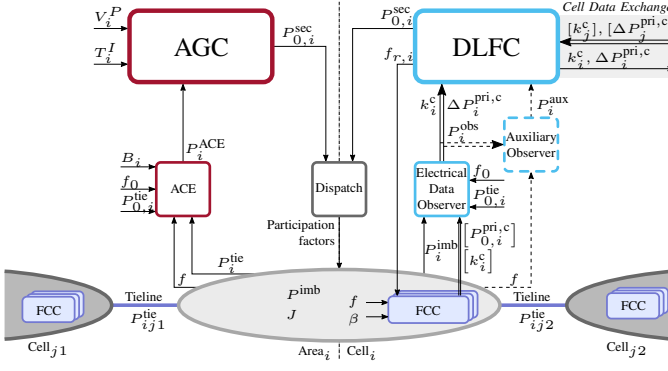 V_i^P
T_i^I
AGC
P_{0,i}^{sec}
P_{0,i}^{sec}
f_{r,i}
DLFC
Cell Data Exchange
[k_j^c], [ΔP_j^{pri,c}]
k_i^c, ΔP_i^{pri,c}
k_i^c
ΔP_i^{pri,c}
P_i^{aux}
P_i^{obs}
Auxiliary
Observer
P_i^{ACE}
B_i
f_0
P_{0,i}^{tie}
ACE
Dispatch
Electrical
Data
Observer
f_0
P_{0,i}^{tie}
Participation
factors
P_i^{tie}
f
P_i^{imb}
[P_{0,i}^{pri,c}]
[k_i^c]
f
FCC
Tieline
P_{ij1}^{tie}
Cell_{j1}
P^{imb}
J
f
β
FCC
Area_i
Cell_i
Tieline
P_{ij2}^{tie}
FCC
Cell_{j2}